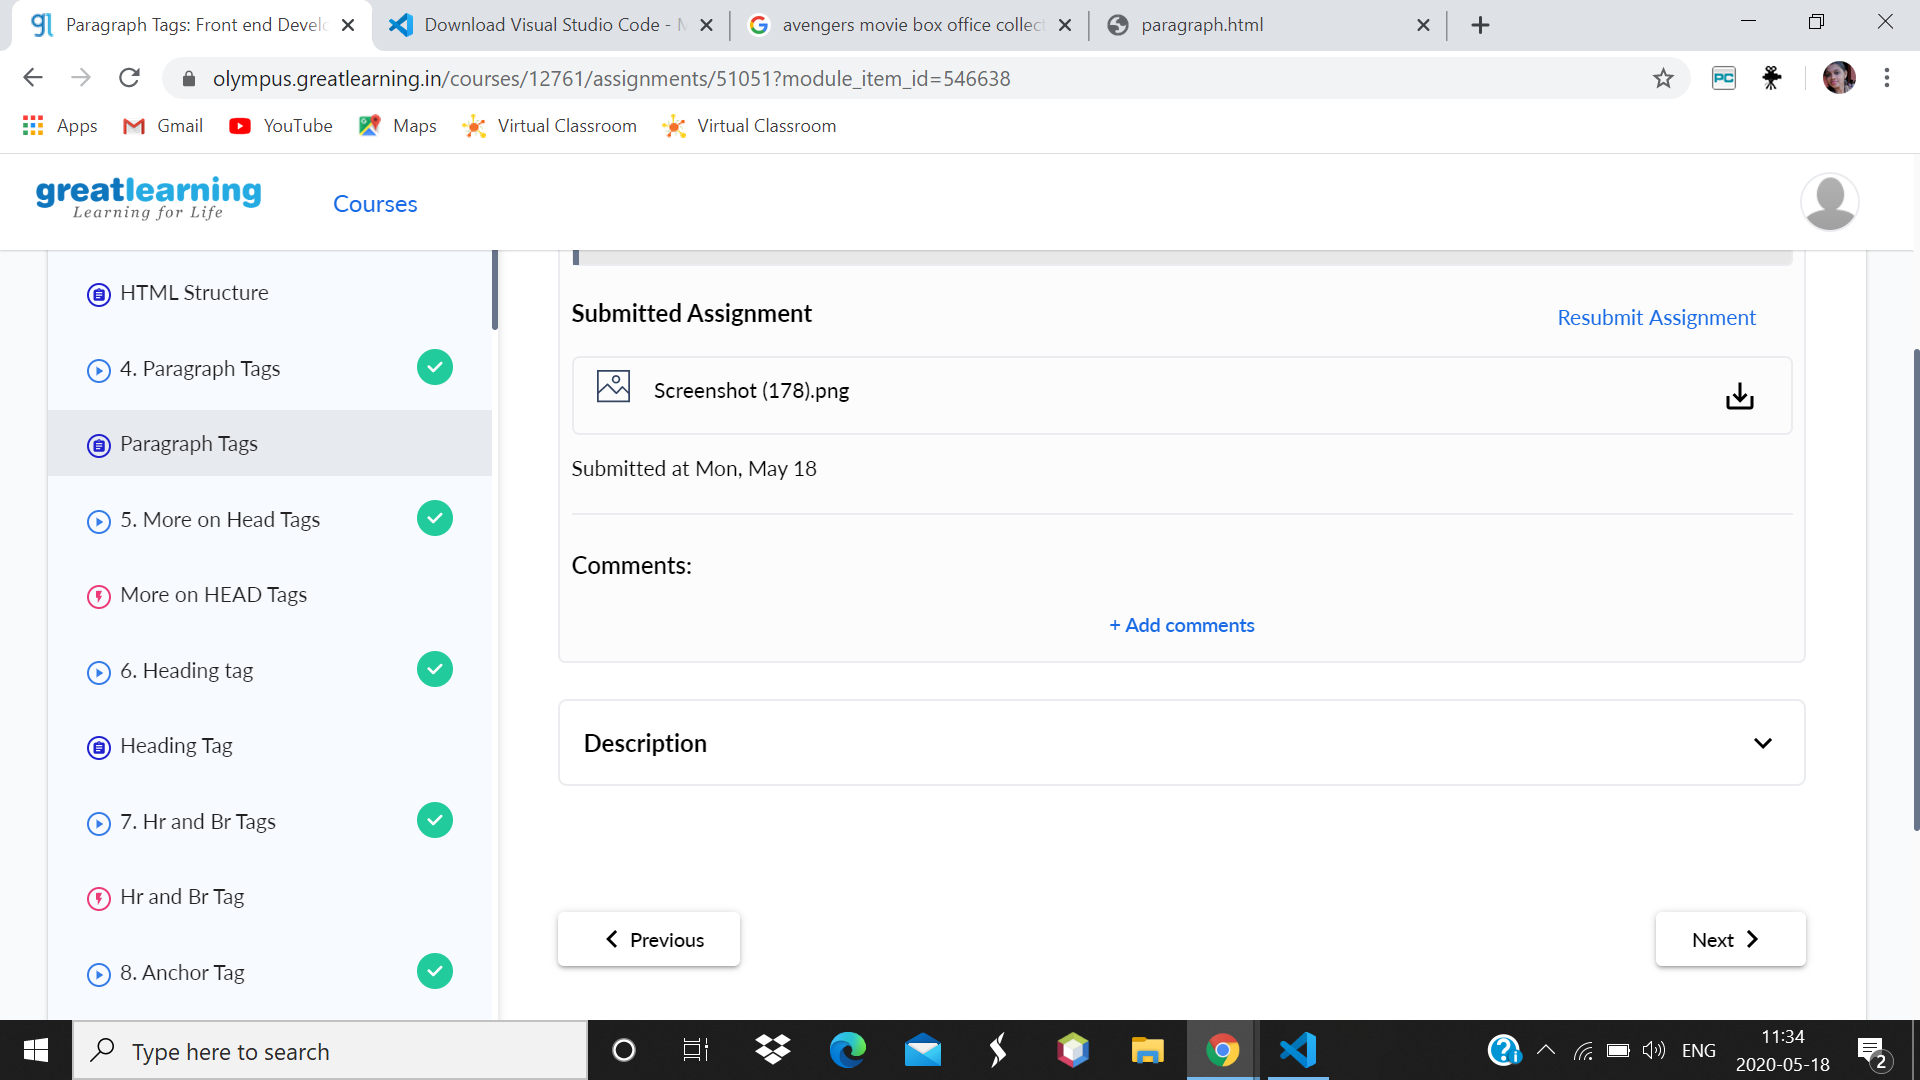 Paragraph Tags: Front end Develo
Download Visual Studio Code - M
avengers movie box office collect
paragraph.html
olympus.greatlearning.in/courses/12761/assignments/51051?module_item_id=546638
PC
Apps
Gmail
YouTube
Maps
Virtual Classroom
Virtual Classroom
greatlearning
Learning for Life
Courses
HTML Structure
4. Paragraph Tags
Paragraph Tags
5. More on Head Tags
More on HEAD Tags
6. Heading tag
Heading Tag
7. Hr and Br Tags
Hr and Br Tag
8. Anchor Tag
Submitted Assignment
Resubmit Assignment
Screenshot (178).png
Submitted at Mon, May 18
Comments:
+ Add comments
Description
Previous
Next
Type here to search
ENG
11:34
2020-05-18
2